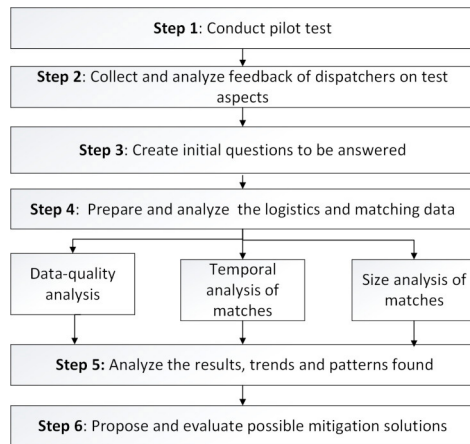 Step 1: Conduct pilot test
Step 2: Collect and analyze feedback of dispatchers on test
aspects
Step 3: Create initial questions to be answered
Step 4: Prepare and analyze the logistics and matching data
Data-quality
analysis
Temporal
analysis of
matches
Size analysis of
matches
Step 5: Analyze the results, trends and patterns found
Step 6: Propose and evaluate possible mitigation solutions